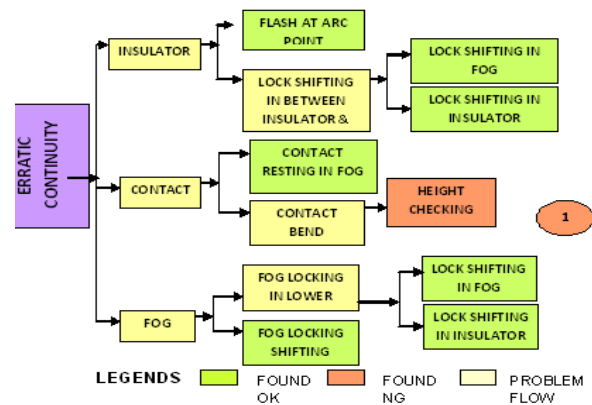 ERRATIC
CONTINUITY
INSULATOR
FLASH AT ARC
POINT
LOCK SHIFTING
IN BETWEEN
INSULATOR &
LOCK SHIFTING IN
FOG
LOCK SHIFTING IN
INSULATOR
CONTACT
CONTACT
RESTING IN FOG
CONTACT
BEND
HEIGHT
CHECKING
1
FOG
FOG LOCKING
IN LOWER
FOG LOCKING
SHIFTING
LOCK SHIFTING
IN FOG
LOCK SHIFTING
IN INSULATOR
LEGENDS
FOUND
OK
FOUND
NG
PROBLEM
FLOW